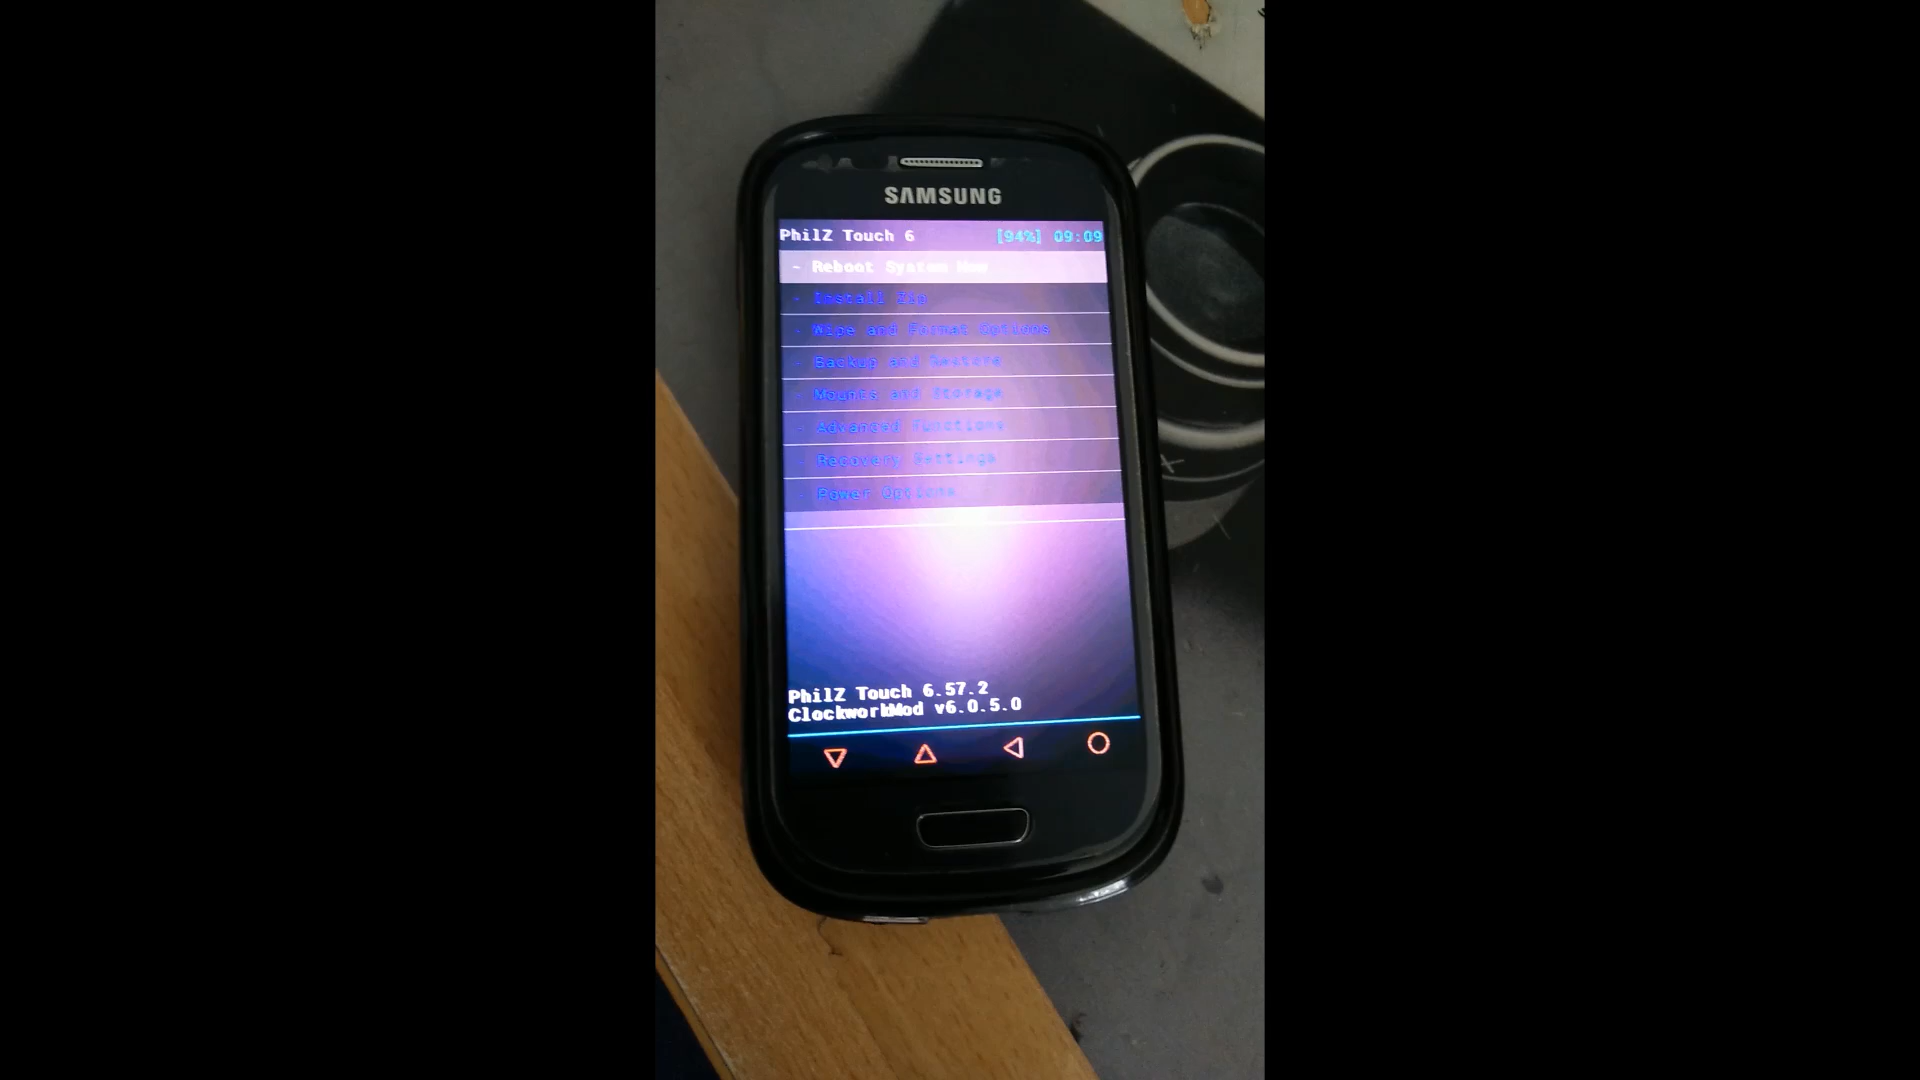 SAMSUNG
PhilZ Touch 6 [94%] 09:09
- Reboot System Now
- Install Zip
- Wipe and Format Options
- Backup and Restore
- Mounts and Storage
- Advanced Functions
- Recovery Settings
- Power Options
PhilZ Touch 6.57.2
ClockworkMod v6.0.5.0